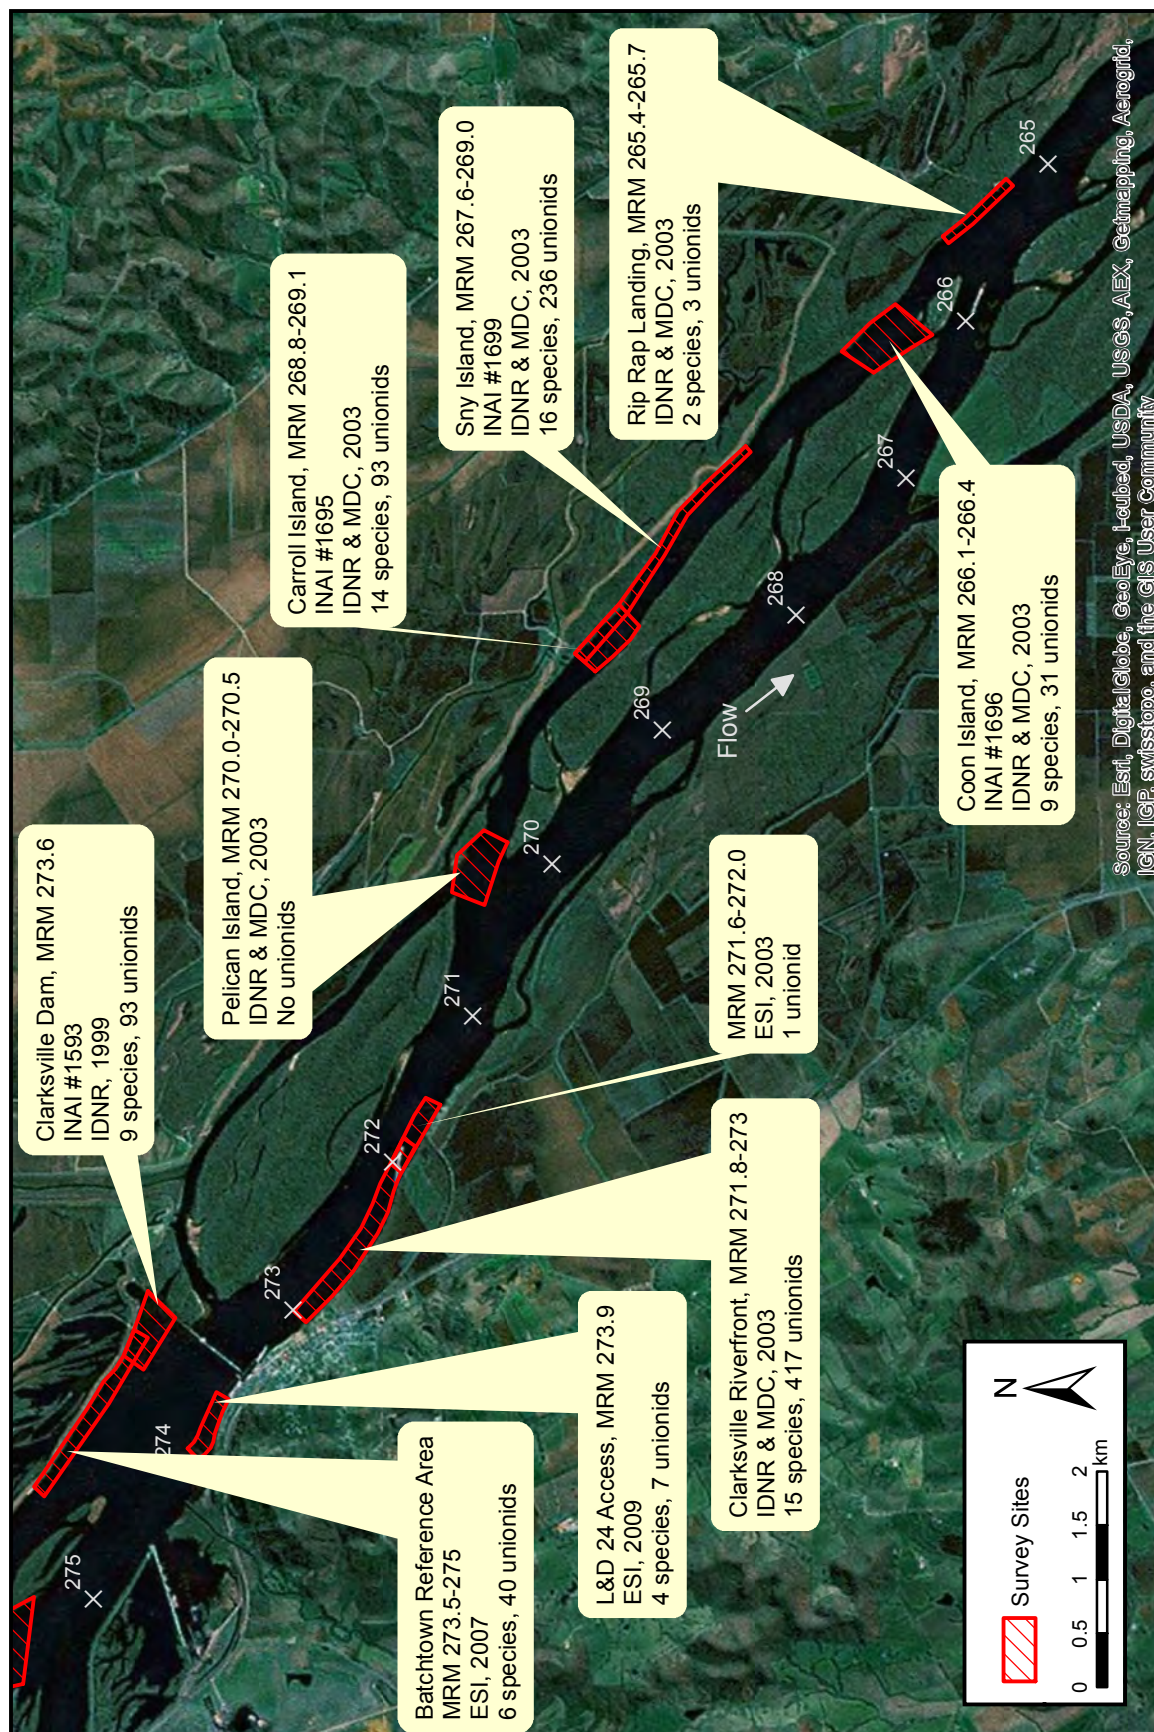 Clarksville Dam, MRM 273.6
INAI #1593
IDNR, 1999
9 species, 93 unionids
Pelican Island, MRM 270.0-270.5
IDNR & MDC, 2003
No unionids
Carroll Island, MRM 268.8-269.1
INAI #1695
IDNR & MDC, 2003
14 species, 93 unionids
Sny Island, MRM 267.6-269.0
INAI #1699
IDNR & MDC, 2003
16 species, 236 unionids
Rip Rap Landing, MRM 265.4-265.7
IDNR & MDC, 2003
2 species, 3 unionids
275
274
273
272
271
270
269
268
267
266
265
Flow
Batchtown Reference Area
MRM 273.5-275
ESI, 2007
6 species, 40 unionids
L&D 24 Access, MRM 273.9
ESI, 2009
4 species, 7 unionids
Clarksville Riverfront, MRM 271.8-273
IDNR & MDC, 2003
15 species, 417 unionids
MRM 271.6-272.0
ESI, 2003
1 unionid
Coon Island, MRM 266.1-266.4
INAI #1696
IDNR & MDC, 2003
9 species, 31 unionids
Survey Sites
N
0 0.5 1 1.5 2
km
Source: Esri, DigitalGlobe, GeoEye, i-cubed, USDA, USGS, AEX, Getmapping, Aerogrid,
IGN, IGP, swisstopo, and the GIS User Community